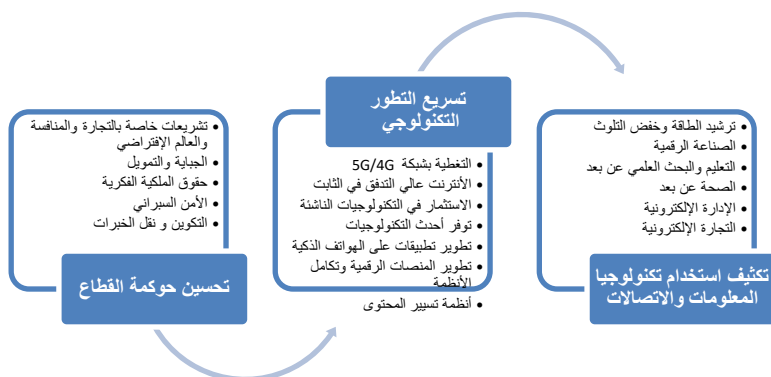 تشريعات خاصة بالتجارة والمنافسة
والعالم الإفتراضي
الجباية والتمويل
حقوق الملكية الفكرية
الأمن السبراني
التكوين و نقل الخبرات
تحسين حوكمة القطاع
تسريع التطور
التكنولوجي
التغطية بشبكة 5G/4G
الأنترنت عالي التدفق في الثابت
الاستثمار في التكنولوجيات الناشئة
توفر أحدث التكنولوجيات
تطوير تطبيقات على الهواتف الذكية
تطوير المنصات الرقمية وتكامل
الأنظمة
أنظمة تسيير المحتوى
ترشيد الطاقة وخفض التلوث
الصناعة الرقمية
التعليم والبحث العلمي عن بعد
الصحة عن بعد
الإدارة الإلكترونية
التجارة الإلكترونية
تكثيف استخدام تكنولوجيا
المعلومات والاتصالات